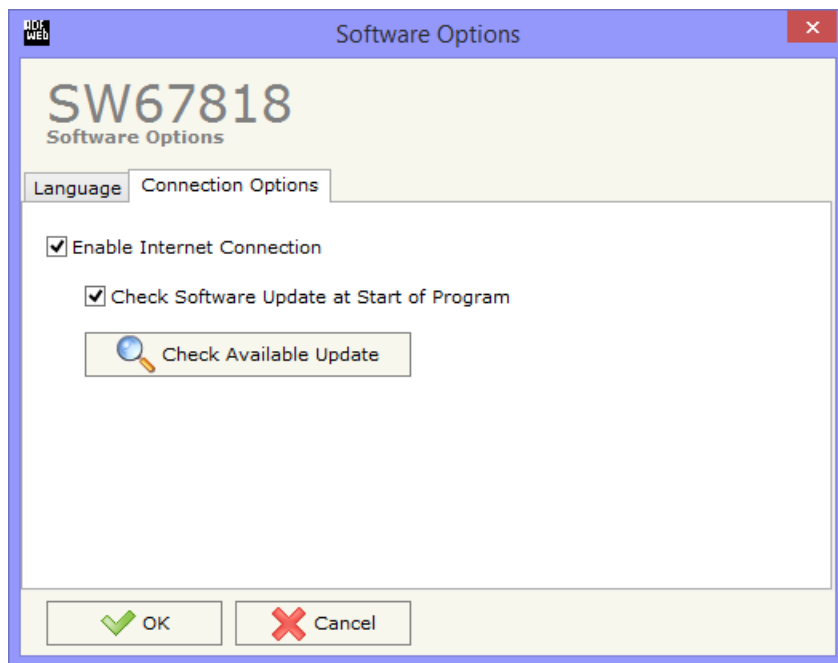 ADF
WEB
Software Options
SW67818
Software Options
Language
Connection Options
Enable Internet Connection
Check Software Update at Start of Program
Check Available Update
OK
Cancel